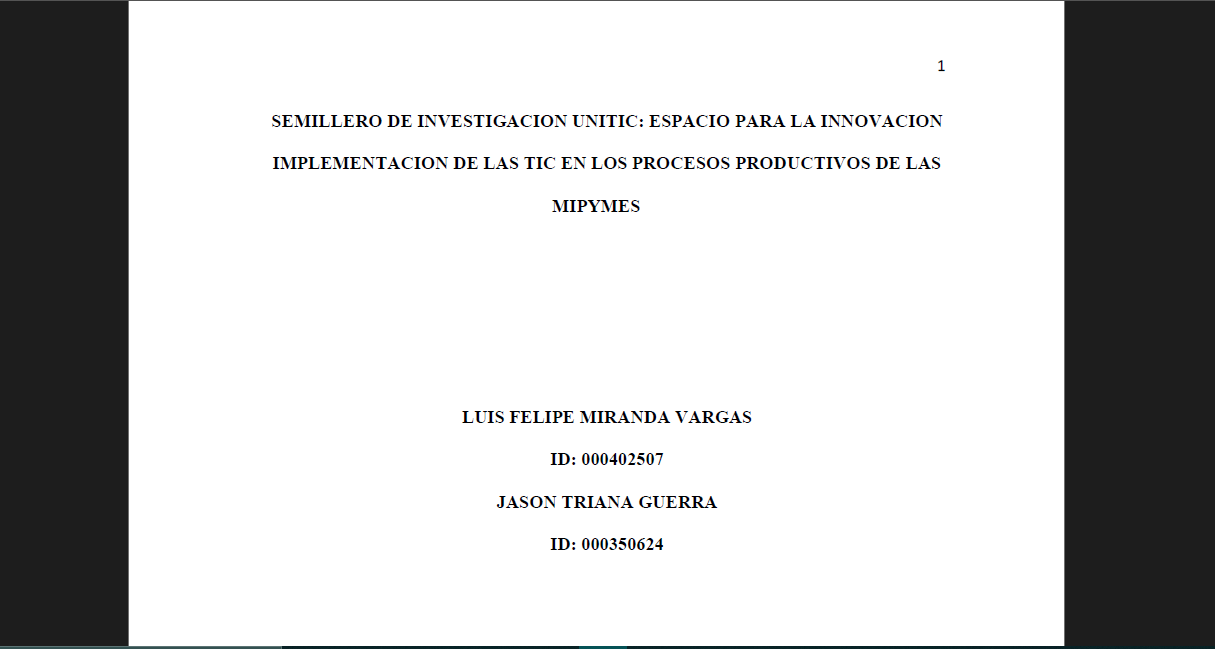 1
SEMILLERO DE INVESTIGACION UNITIC: ESPACIO PARA LA INNOVACION
IMPLEMENTACION DE LAS TIC EN LOS PROCESOS PRODUCTIVOS DE LAS
MIPYMES
LUIS FELIPE MIRANDA VARGAS
ID: 000402507
JASON TRIANA GUERRA
ID: 000350624